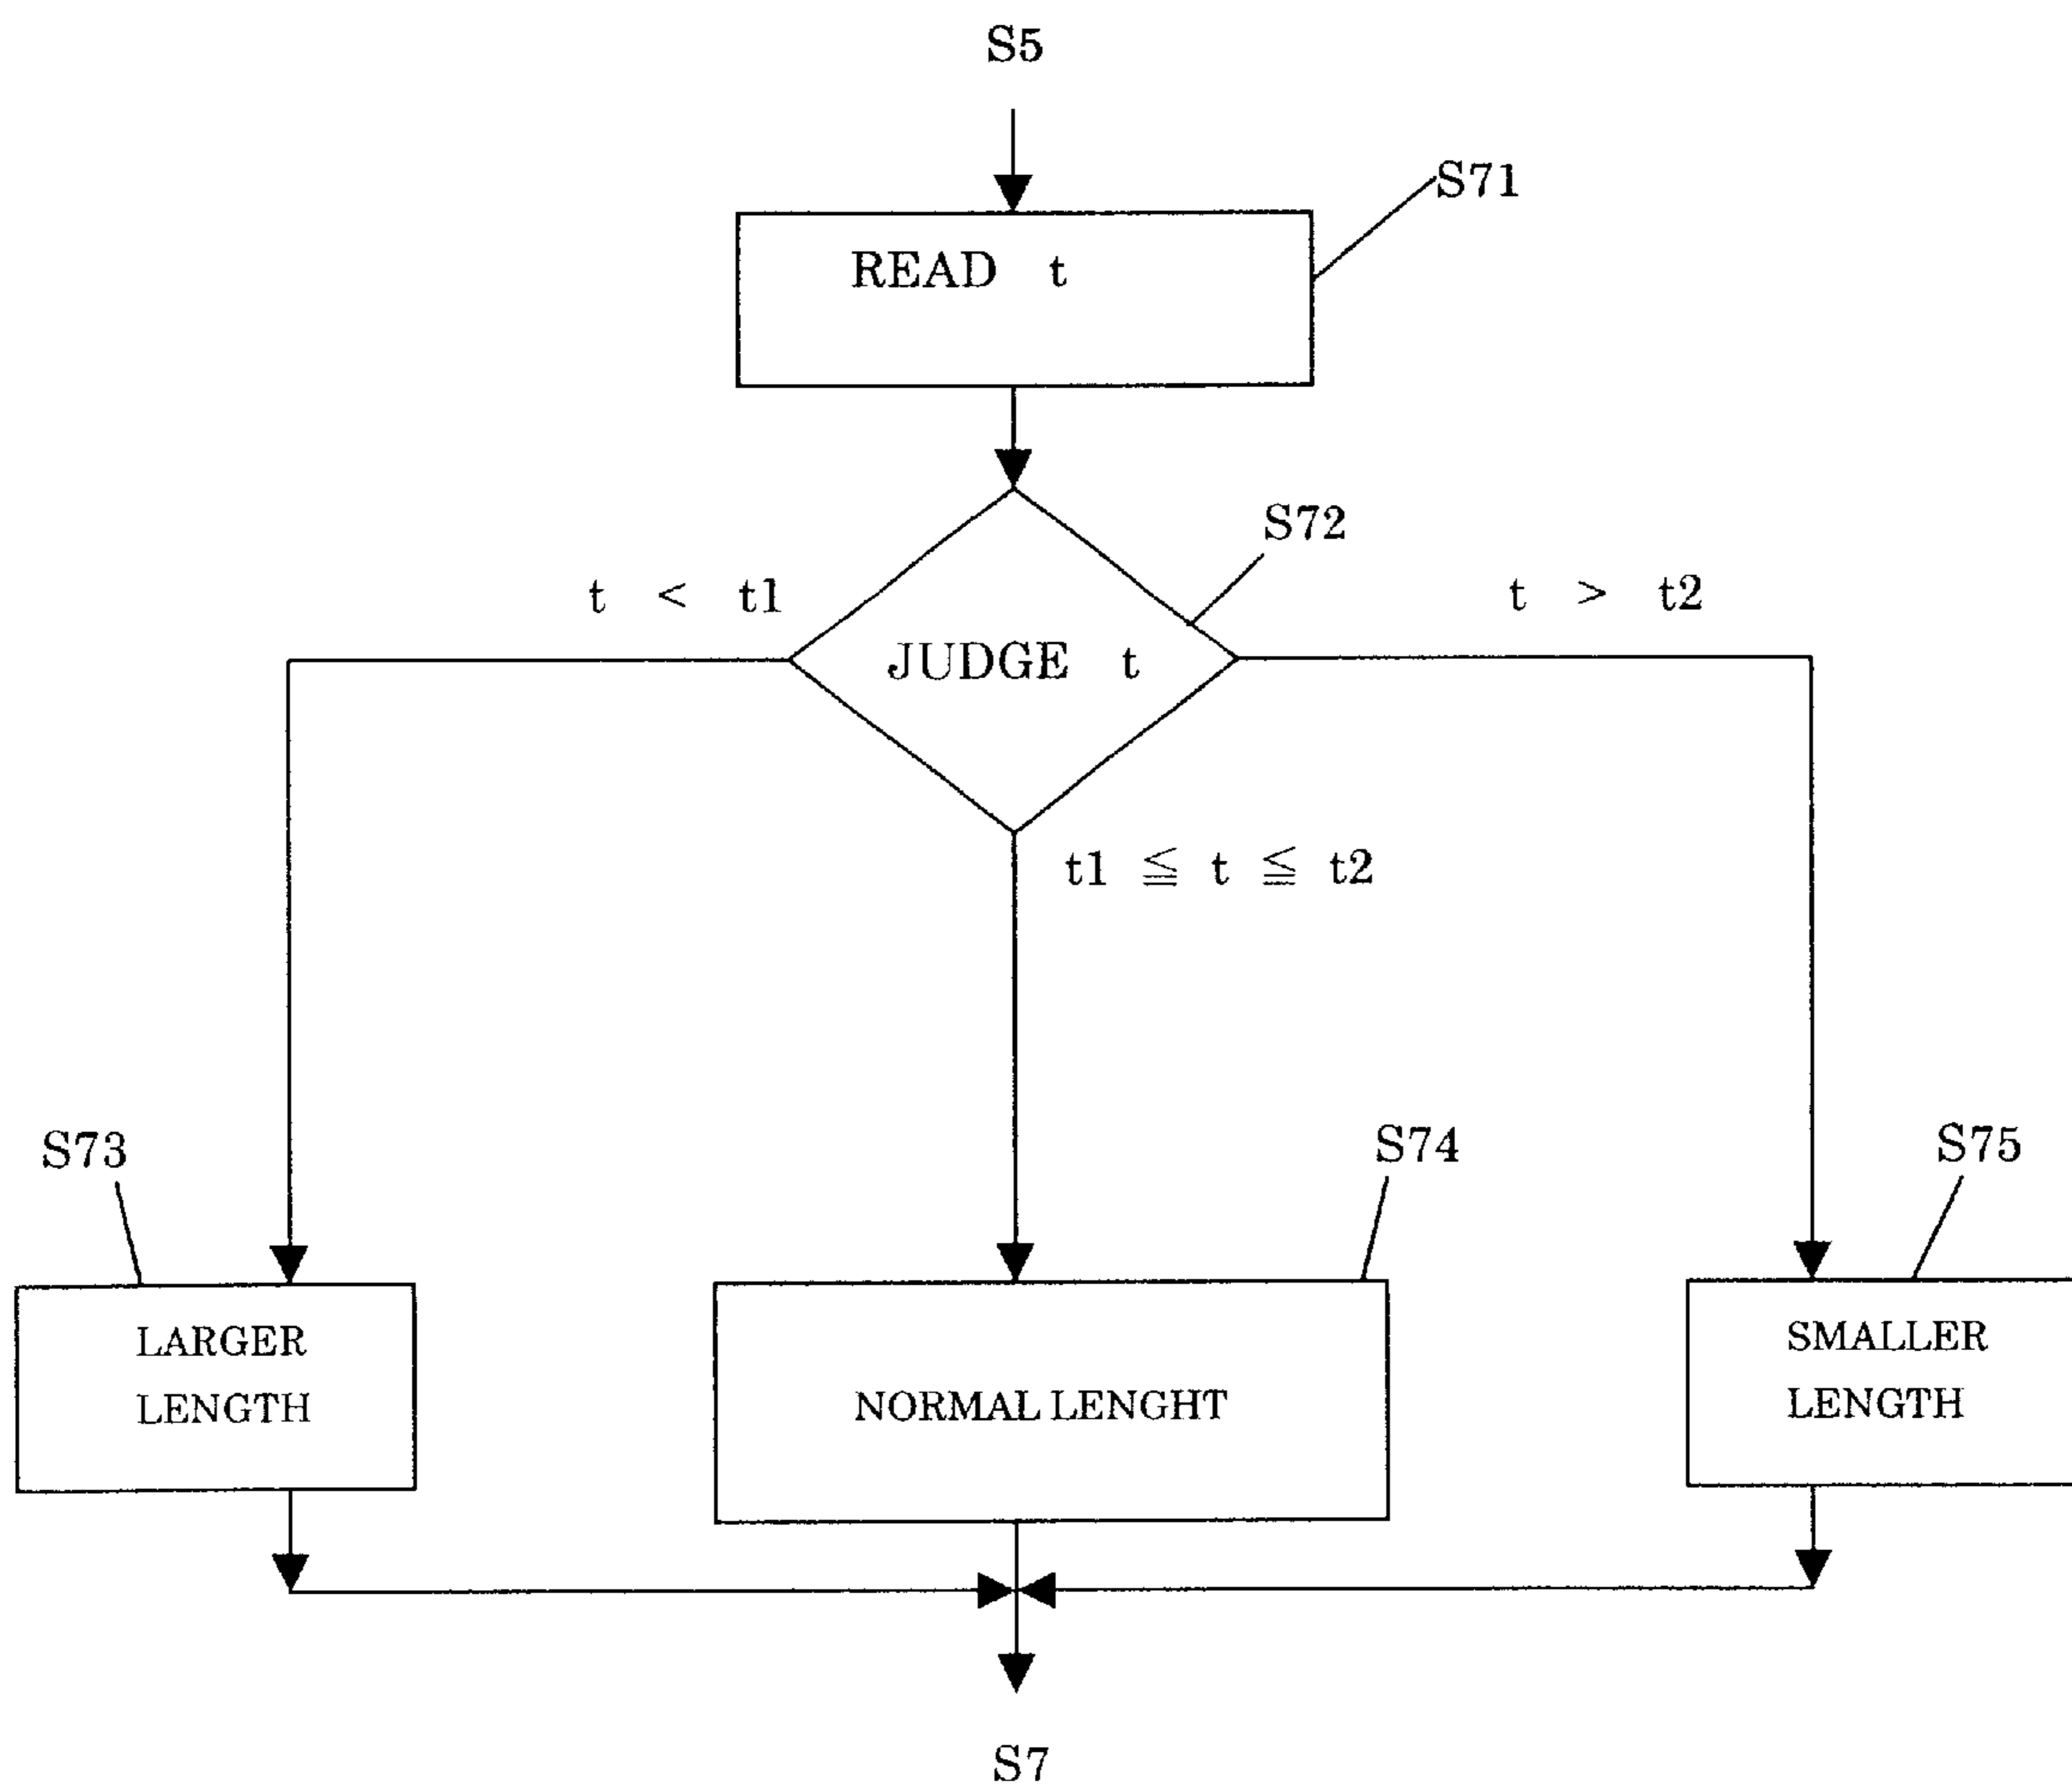 S5
S71
READ t
S72
t < t1
t > t2
JUDGE t
t1 ≦ t ≦ t2
S73
S74
S75
LARGER
LENGTH
NORMAL LENGHT
SMALLER
LENGTH
S7